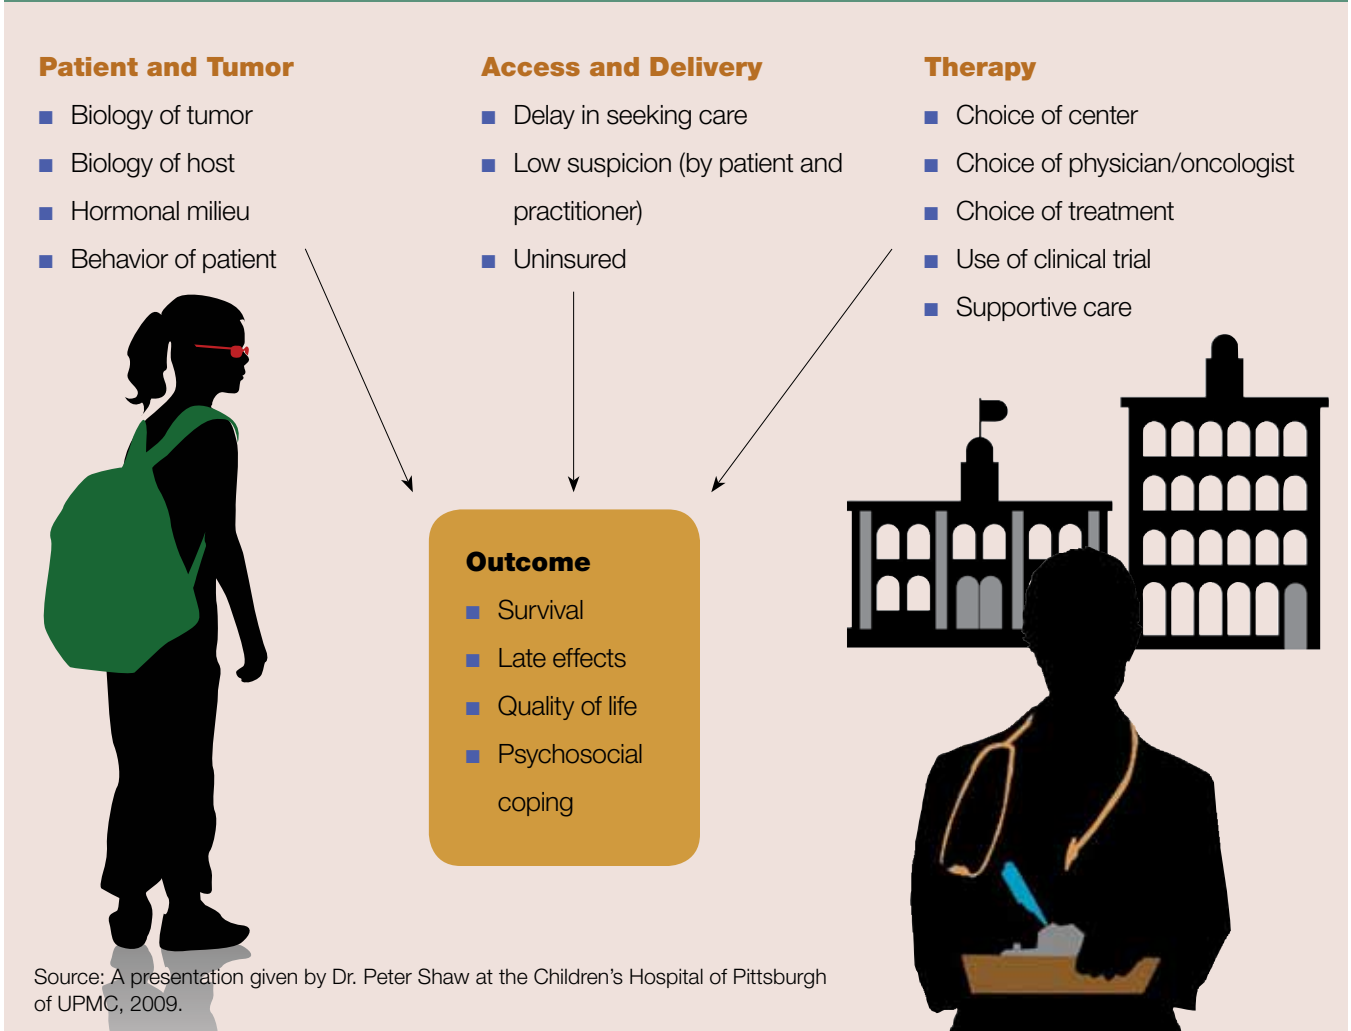 Patient and Tumor
Biology of tumor
Biology of host
Hormonal milieu
Behavior of patient
Access and Delivery
Delay in seeking care
Low suspicion (by patient and
practitioner)
Uninsured
Therapy
Choice of center
Choice of physician/oncologist
Choice of treatment
Use of clinical trial
Supportive care
Outcome
Survival
Late effects
Quality of life
Psychosocial
coping
Source: A presentation given by Dr. Peter Shaw at the Children’s Hospital of Pittsburgh
of UPMC, 2009.